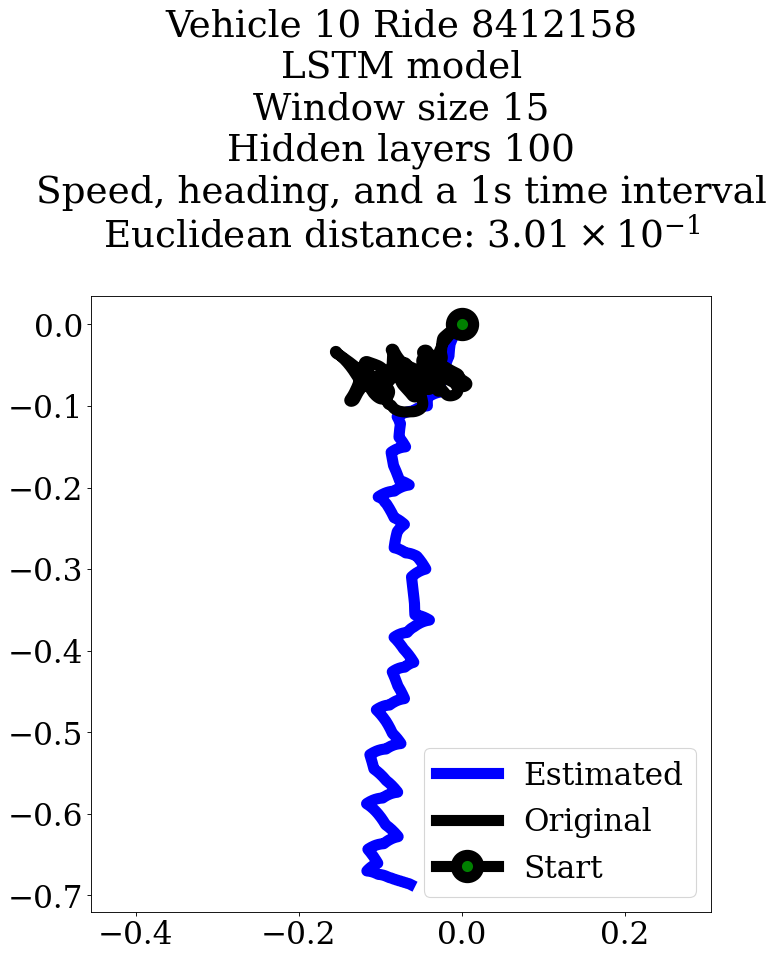 Vehicle 10 Ride 8412158
LSTM model
Window size 15
Hidden layers 100
Speed, heading, and a 1s time interval
Euclidean distance: 3.01 × 10⁻¹
0.0
−0.1
−0.2
−0.3
−0.4
−0.5
−0.6
−0.7
−0.4 −0.2 0.0 0.2
Estimated
Original
Start